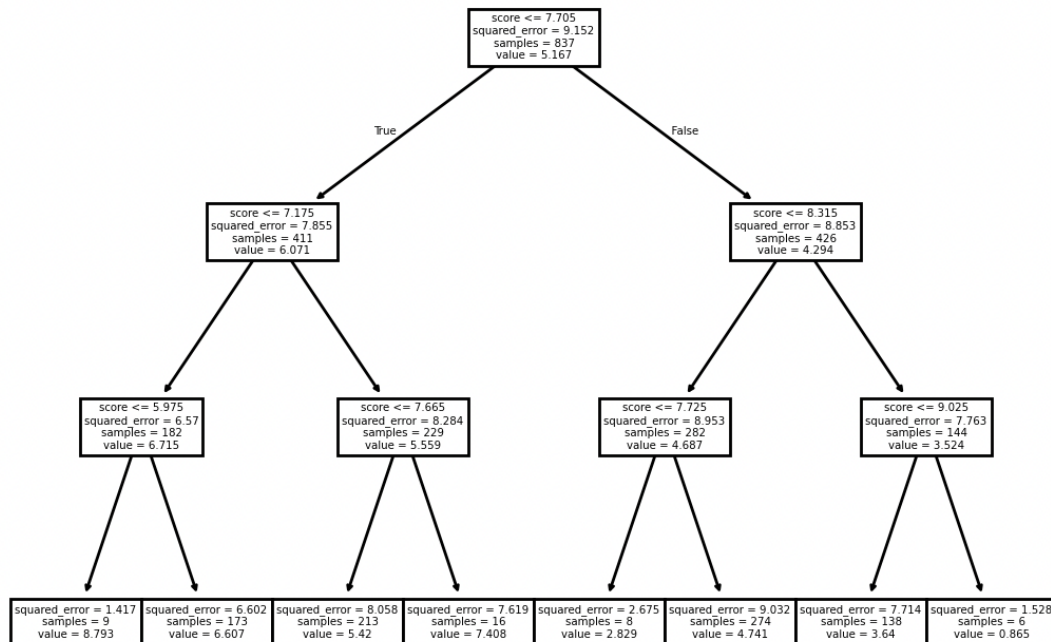 score <= 7.705
squared_error = 9.152
samples = 837
value = 5.167
True
False
score <= 7.175
squared_error = 7.855
samples = 411
value = 6.071
score <= 8.315
squared_error = 8.853
samples = 426
value = 4.294
score <= 5.975
squared_error = 6.57
samples = 182
value = 6.715
score <= 7.665
squared_error = 8.284
samples = 229
value = 5.559
score <= 7.725
squared_error = 8.953
samples = 282
value = 4.687
score <= 9.025
squared_error = 7.763
samples = 144
value = 3.524
squared_error = 1.417
samples = 9
value = 8.793
squared_error = 6.602
samples = 173
value = 6.607
squared_error = 8.058
samples = 213
value = 5.42
squared_error = 7.619
samples = 16
value = 7.408
squared_error = 2.675
samples = 8
value = 2.829
squared_error = 9.032
samples = 274
value = 4.741
squared_error = 7.714
samples = 138
value = 3.64
squared_error = 1.528
samples = 6
value = 0.865